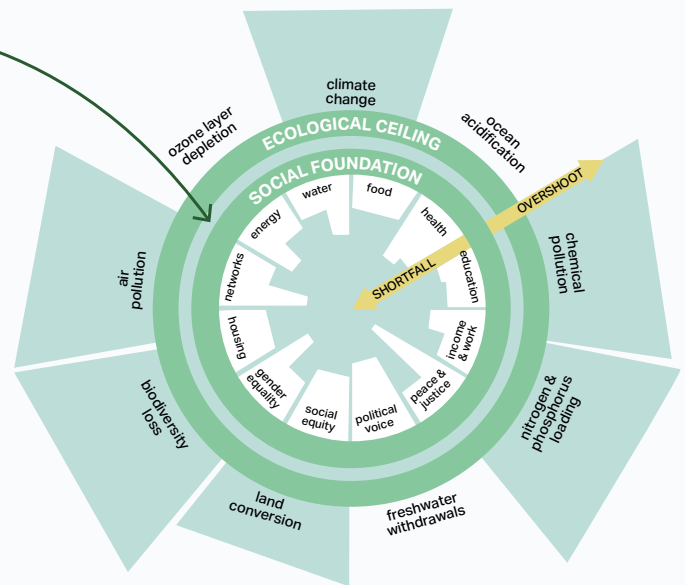 climate
change
ozone layer
depletion
ocean
acidification
ECOLOGICAL CEILING
SOCIAL FOUNDATION
water
food
energy
health
OVERSHOOT
SHORTFALL
networks
education
air
pollution
chemical
pollution
housing
income
& work
gender
equality
peace &
justice
social
equity
political
voice
biodiversity
loss
nitrogen &
phosphorus
loading
land
conversion
freshwater
withdrawals